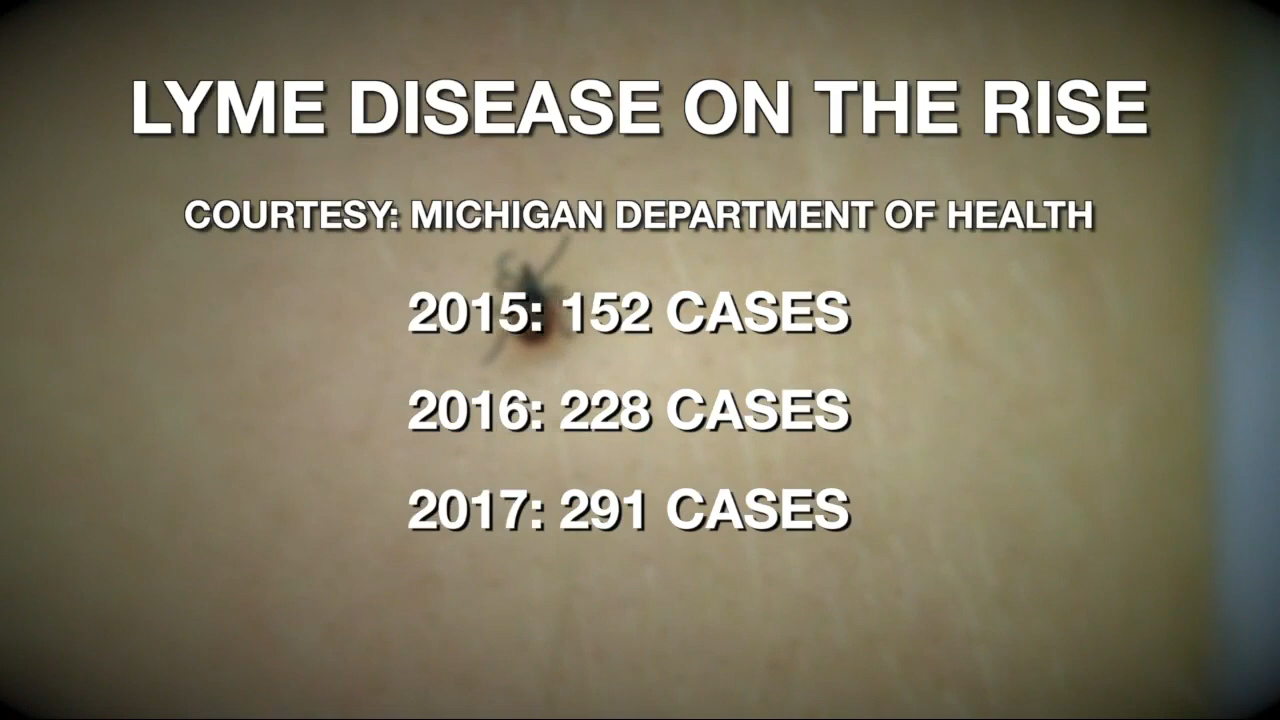 LYME DISEASE ON THE RISE
COURTESY: MICHIGAN DEPARTMENT OF HEALTH
2015: 152 CASES
2016: 228 CASES
2017: 291 CASES